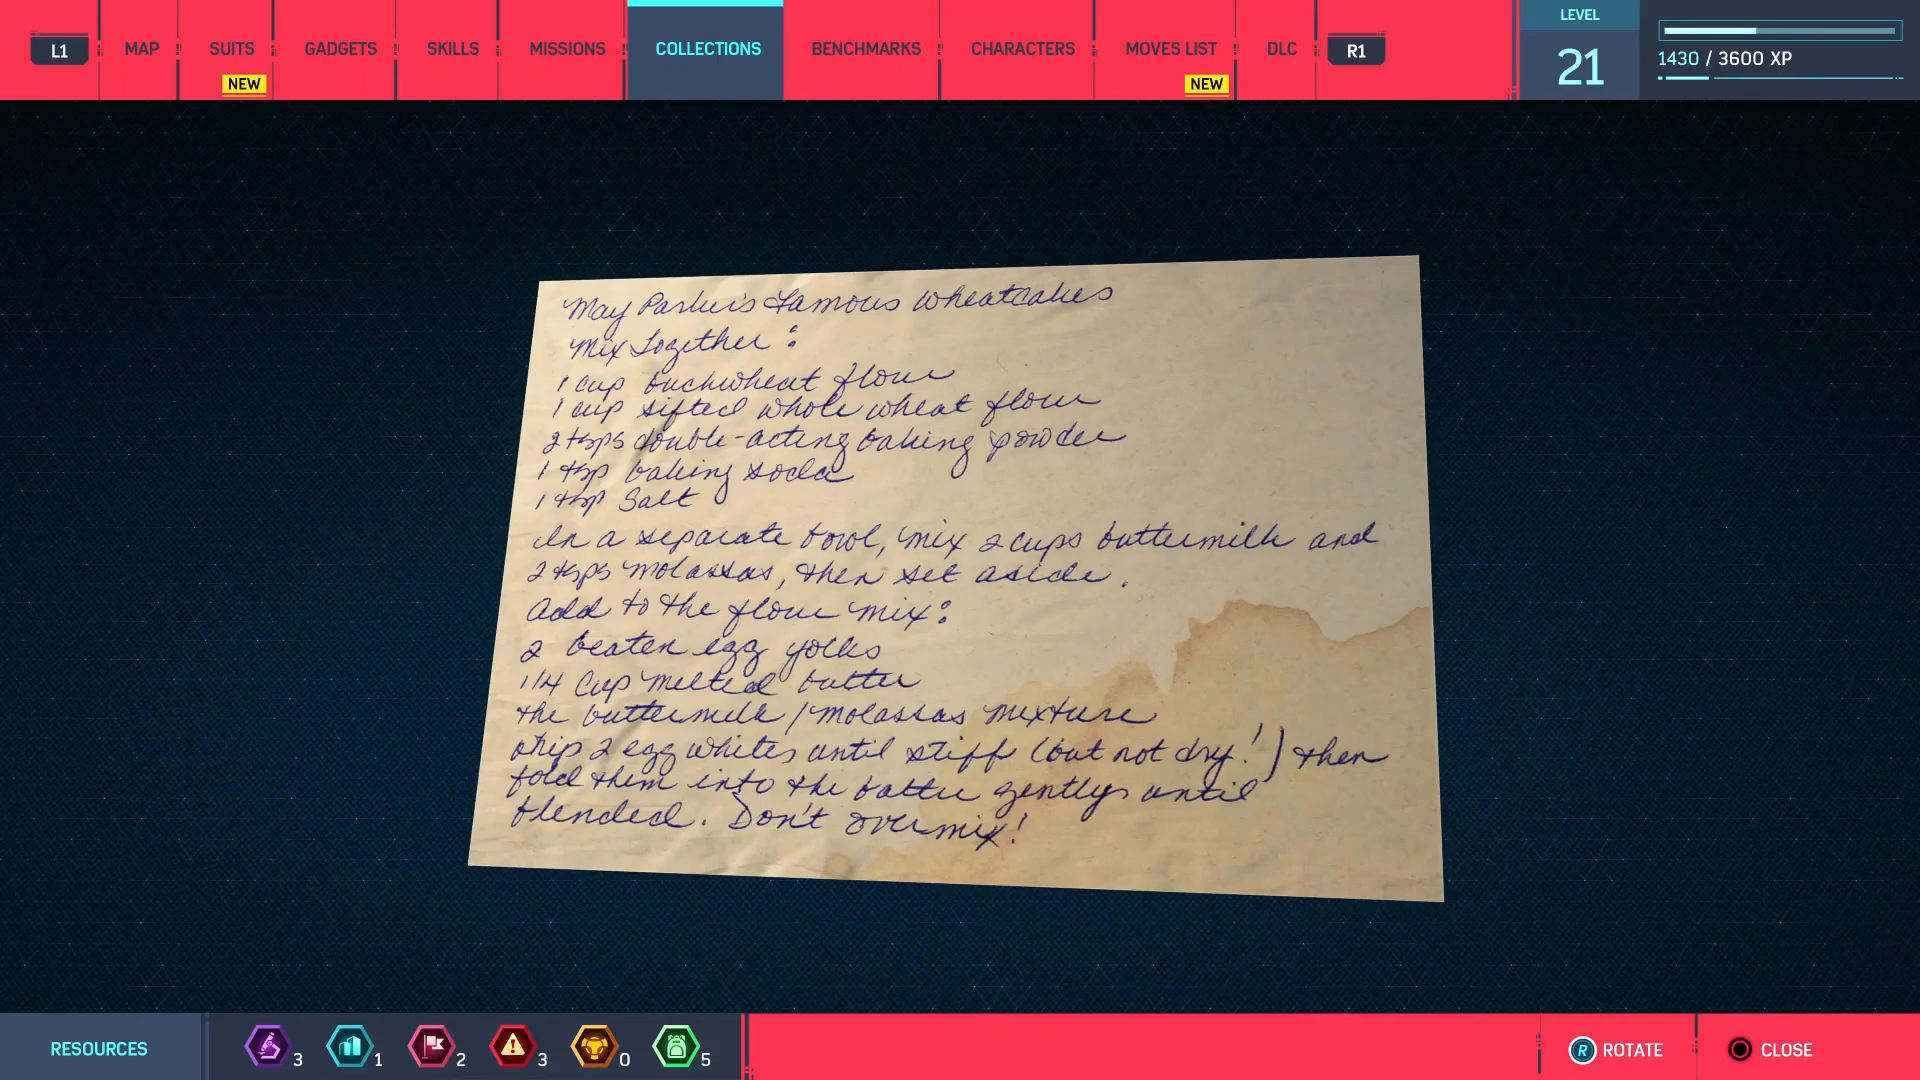 L1 MAP SUITS GADGETS SKILLS MISSIONS COLLECTIONS BENCHMARKS CHARACTERS MOVES LIST DLC R1
NEW NEW
LEVEL
21
1430 / 3600 XP
May Parker's Famous Wheatcakes
Mix Together:
1 cup buckwheat flour
1 cup sifted whole wheat flour
2 tsps double-acting baking powder
1 tsp baking soda
1 tsp Salt
In a separate bowl, mix 2 cups buttermilk and
2 tsps molassas, then set aside.
Add to the flour mix:
2 beaten egg yolks
1/4 Cup melted butter
the buttermilk / molassas mixture
Whip 2 egg whites until stiff (but not dry!) then
fold them into the batter gently until
blended. Don't overmix!
RESOURCES 3 1 2 3 0 5
R ROTATE CLOSE